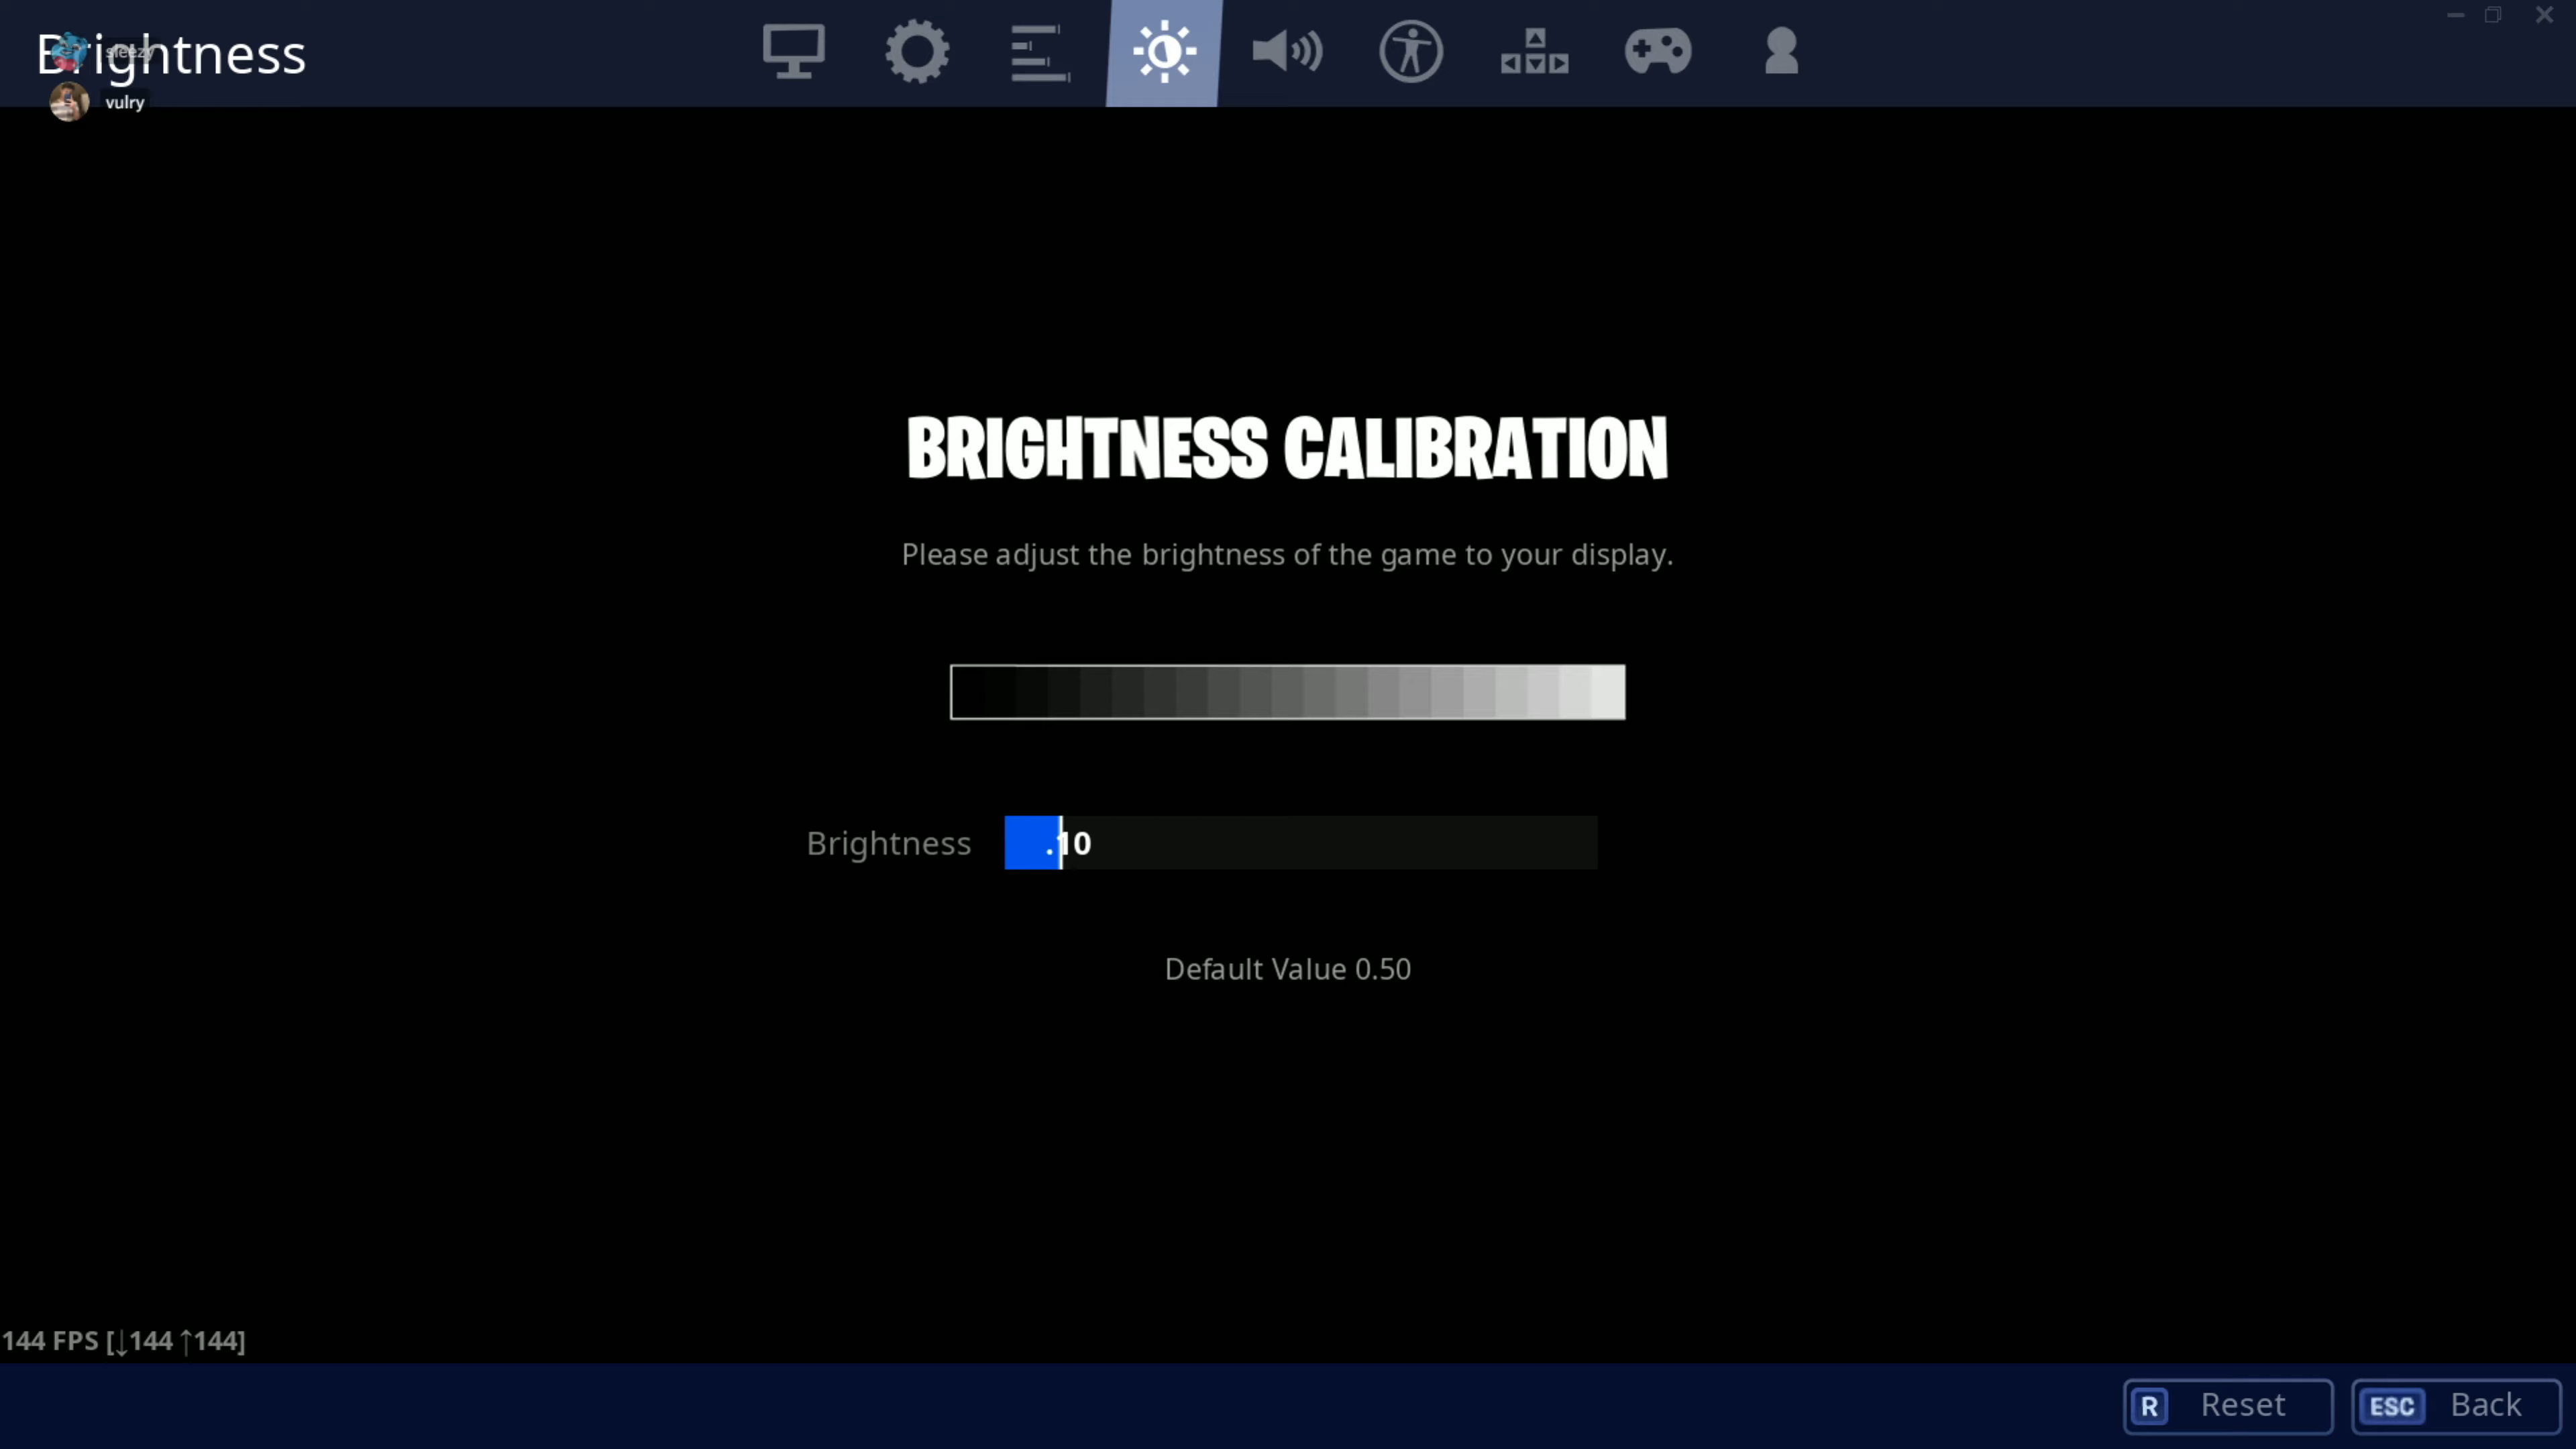 Brightness
sleezy
vulry
BRIGHTNESS CALIBRATION
Please adjust the brightness of the game to your display.
Brightness .10
Default Value 0.50
144 FPS [↓144 ↑144]
R Reset ESC Back